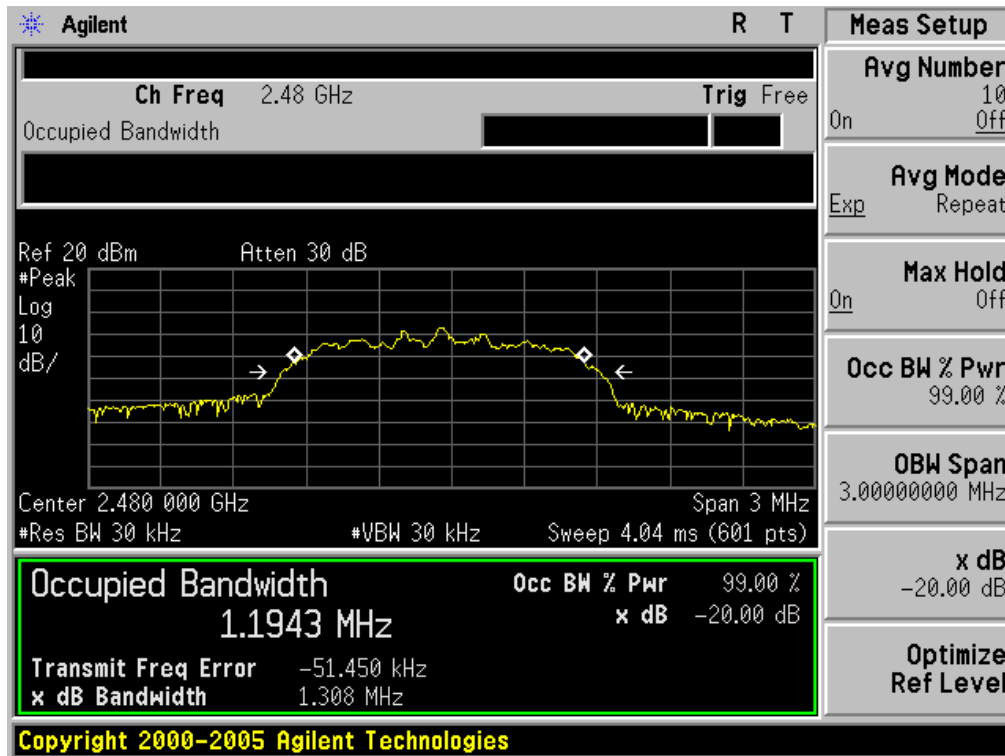 Agilent R T
Ch Freq 2.48 GHz Trig Free
Occupied Bandwidth
Ref 20 dBm Atten 30 dB
#Peak
Log
10
dB/
Center 2.480 000 GHz Span 3 MHz
#Res BW 30 kHz #VBW 30 kHz Sweep 4.04 ms (601 pts)
Occupied Bandwidth Occ BW % Pwr 99.00 %
1.1943 MHz x dB -20.00 dB
Transmit Freq Error -51.450 kHz
x dB Bandwidth 1.308 MHz
Copyright 2000-2005 Agilent Technologies
Meas Setup
Avg Number
10
On Off
Avg Mode
Exp Repeat
Max Hold
On Off
Occ BW % Pwr
99.00 %
OBW Span
3.00000000 MHz
x dB
-20.00 dB
Optimize
Ref Level